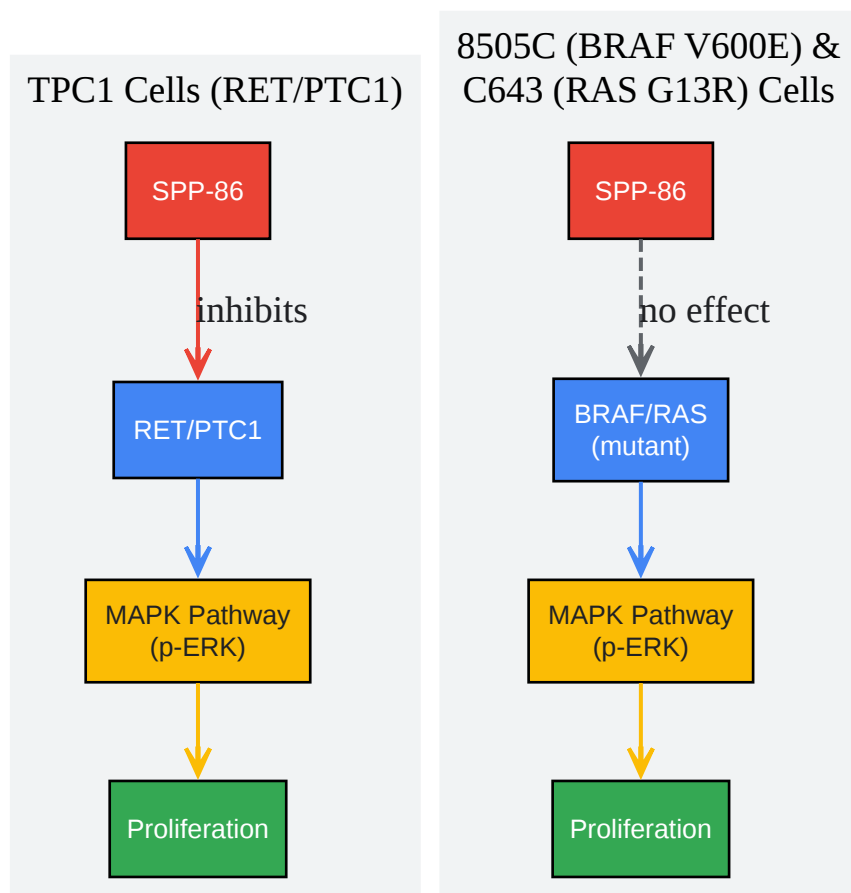 TPC1 Cells (RET/PTC1)
SPP-86
inhibits
RET/PTC1
MAPK Pathway
(p-ERK)
Proliferation
8505C (BRAF V600E) &
C643 (RAS G13R) Cells
SPP-86
no effect
BRAF/RAS
(mutant)
MAPK Pathway
(p-ERK)
Proliferation